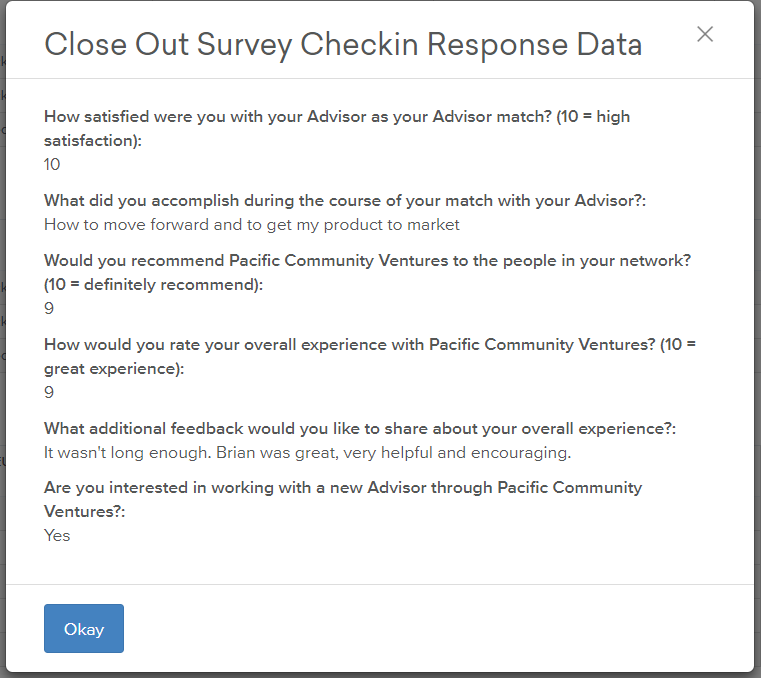 Close Out Survey Checkin Response Data
How satisfied were you with your Advisor as your Advisor match? (10 = high
satisfaction):
10
What did you accomplish during the course of your match with your Advisor?:
How to move forward and to get my product to market
Would you recommend Pacific Community Ventures to the people in your network?
(10 = definitely recommend):
9
How would you rate your overall experience with Pacific Community Ventures? (10 =
great experience):
9
What additional feedback would you like to share about your overall experience?:
It wasn't long enough. Brian was great, very helpful and encouraging.
Are you interested in working with a new Advisor through Pacific Community
Ventures?:
Yes
Okay